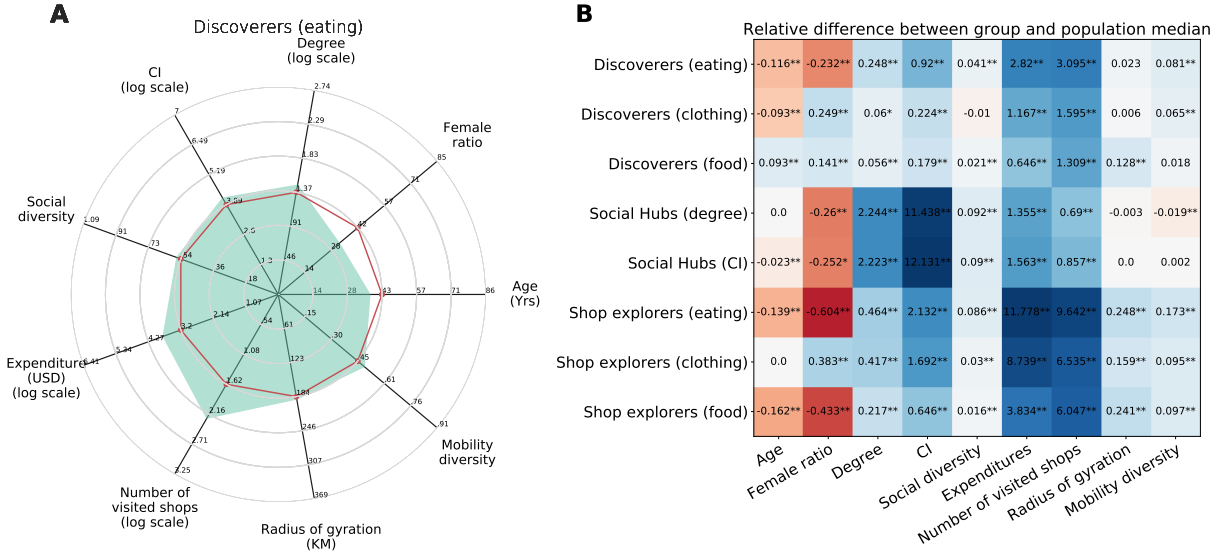 A
Discoverers (eating)
Degree
(log scale)
2.74
2.29
1.83
1.37
.91
.46
CI
(log scale)
7
6.49
5.19
3.89
2.6
1.3
Female
ratio
85
71
57
42
28
14
Social
diversity
1.09
.91
.73
.54
.36
.18
Age
(Yrs)
14
28
43
57
71
86
Expenditure
(USD)
(log scale)
6.41
5.34
4.27
3.2
2.14
1.07
Number of
visited shops
(log scale)
3.25
2.71
2.16
1.62
1.08
.54
Radius of gyration
(KM)
61
123
184
246
307
369
Mobility
diversity
.15
.30
.45
.61
.76
.91
B
Relative difference between group and population median
Discoverers (eating) -0.116** -0.232** 0.248** 0.92** 0.041** 2.82** 3.095** 0.023 0.081**
Discoverers (clothing) -0.093** 0.249** 0.06* 0.224** -0.01 1.167** 1.595** 0.006 0.065**
Discoverers (food) 0.093** 0.141** 0.056** 0.179** 0.021** 0.646** 1.309** 0.128** 0.018
Social Hubs (degree) 0.0 -0.26** 2.244** 11.438** 0.092** 1.355** 0.69** -0.003 -0.019**
Social Hubs (CI) -0.023** -0.252* 2.223** 12.131** 0.09** 1.563** 0.857** 0.0 0.002
Shop explorers (eating) -0.139** -0.604** 0.464** 2.132** 0.086** 11.778** 9.642** 0.248** 0.173**
Shop explorers (clothing) 0.0 0.383** 0.417** 1.692** 0.03** 8.739** 6.535** 0.159** 0.095**
Shop explorers (food) -0.162** -0.433** 0.217** 0.646** 0.016** 3.834** 6.047** 0.241** 0.097**
Age
Female ratio
Degree
CI
Social diversity
Expenditures
Number of visited shops
Radius of gyration
Mobility diversity